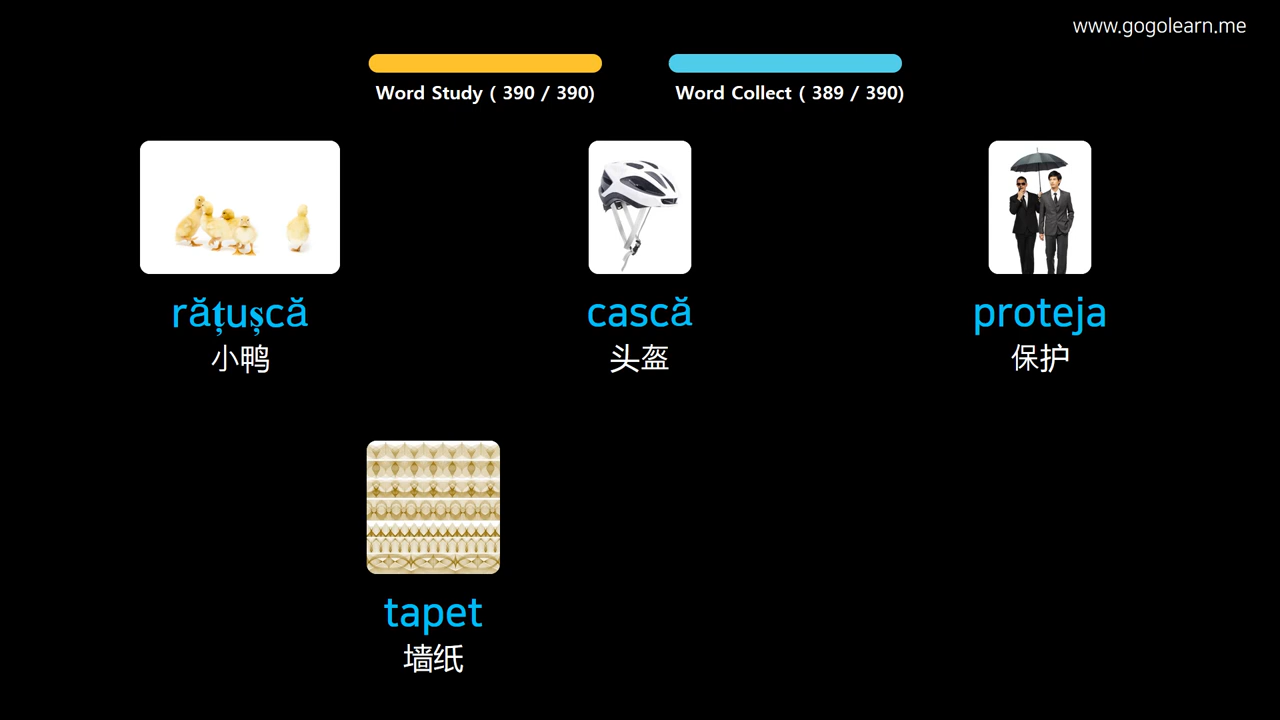 www.gogolearn.me
Word Study ( 390 / 390)
Word Collect ( 389 / 390)
rățușcă
小鸭
cască
头盔
proteja
保护
tapet
墙纸